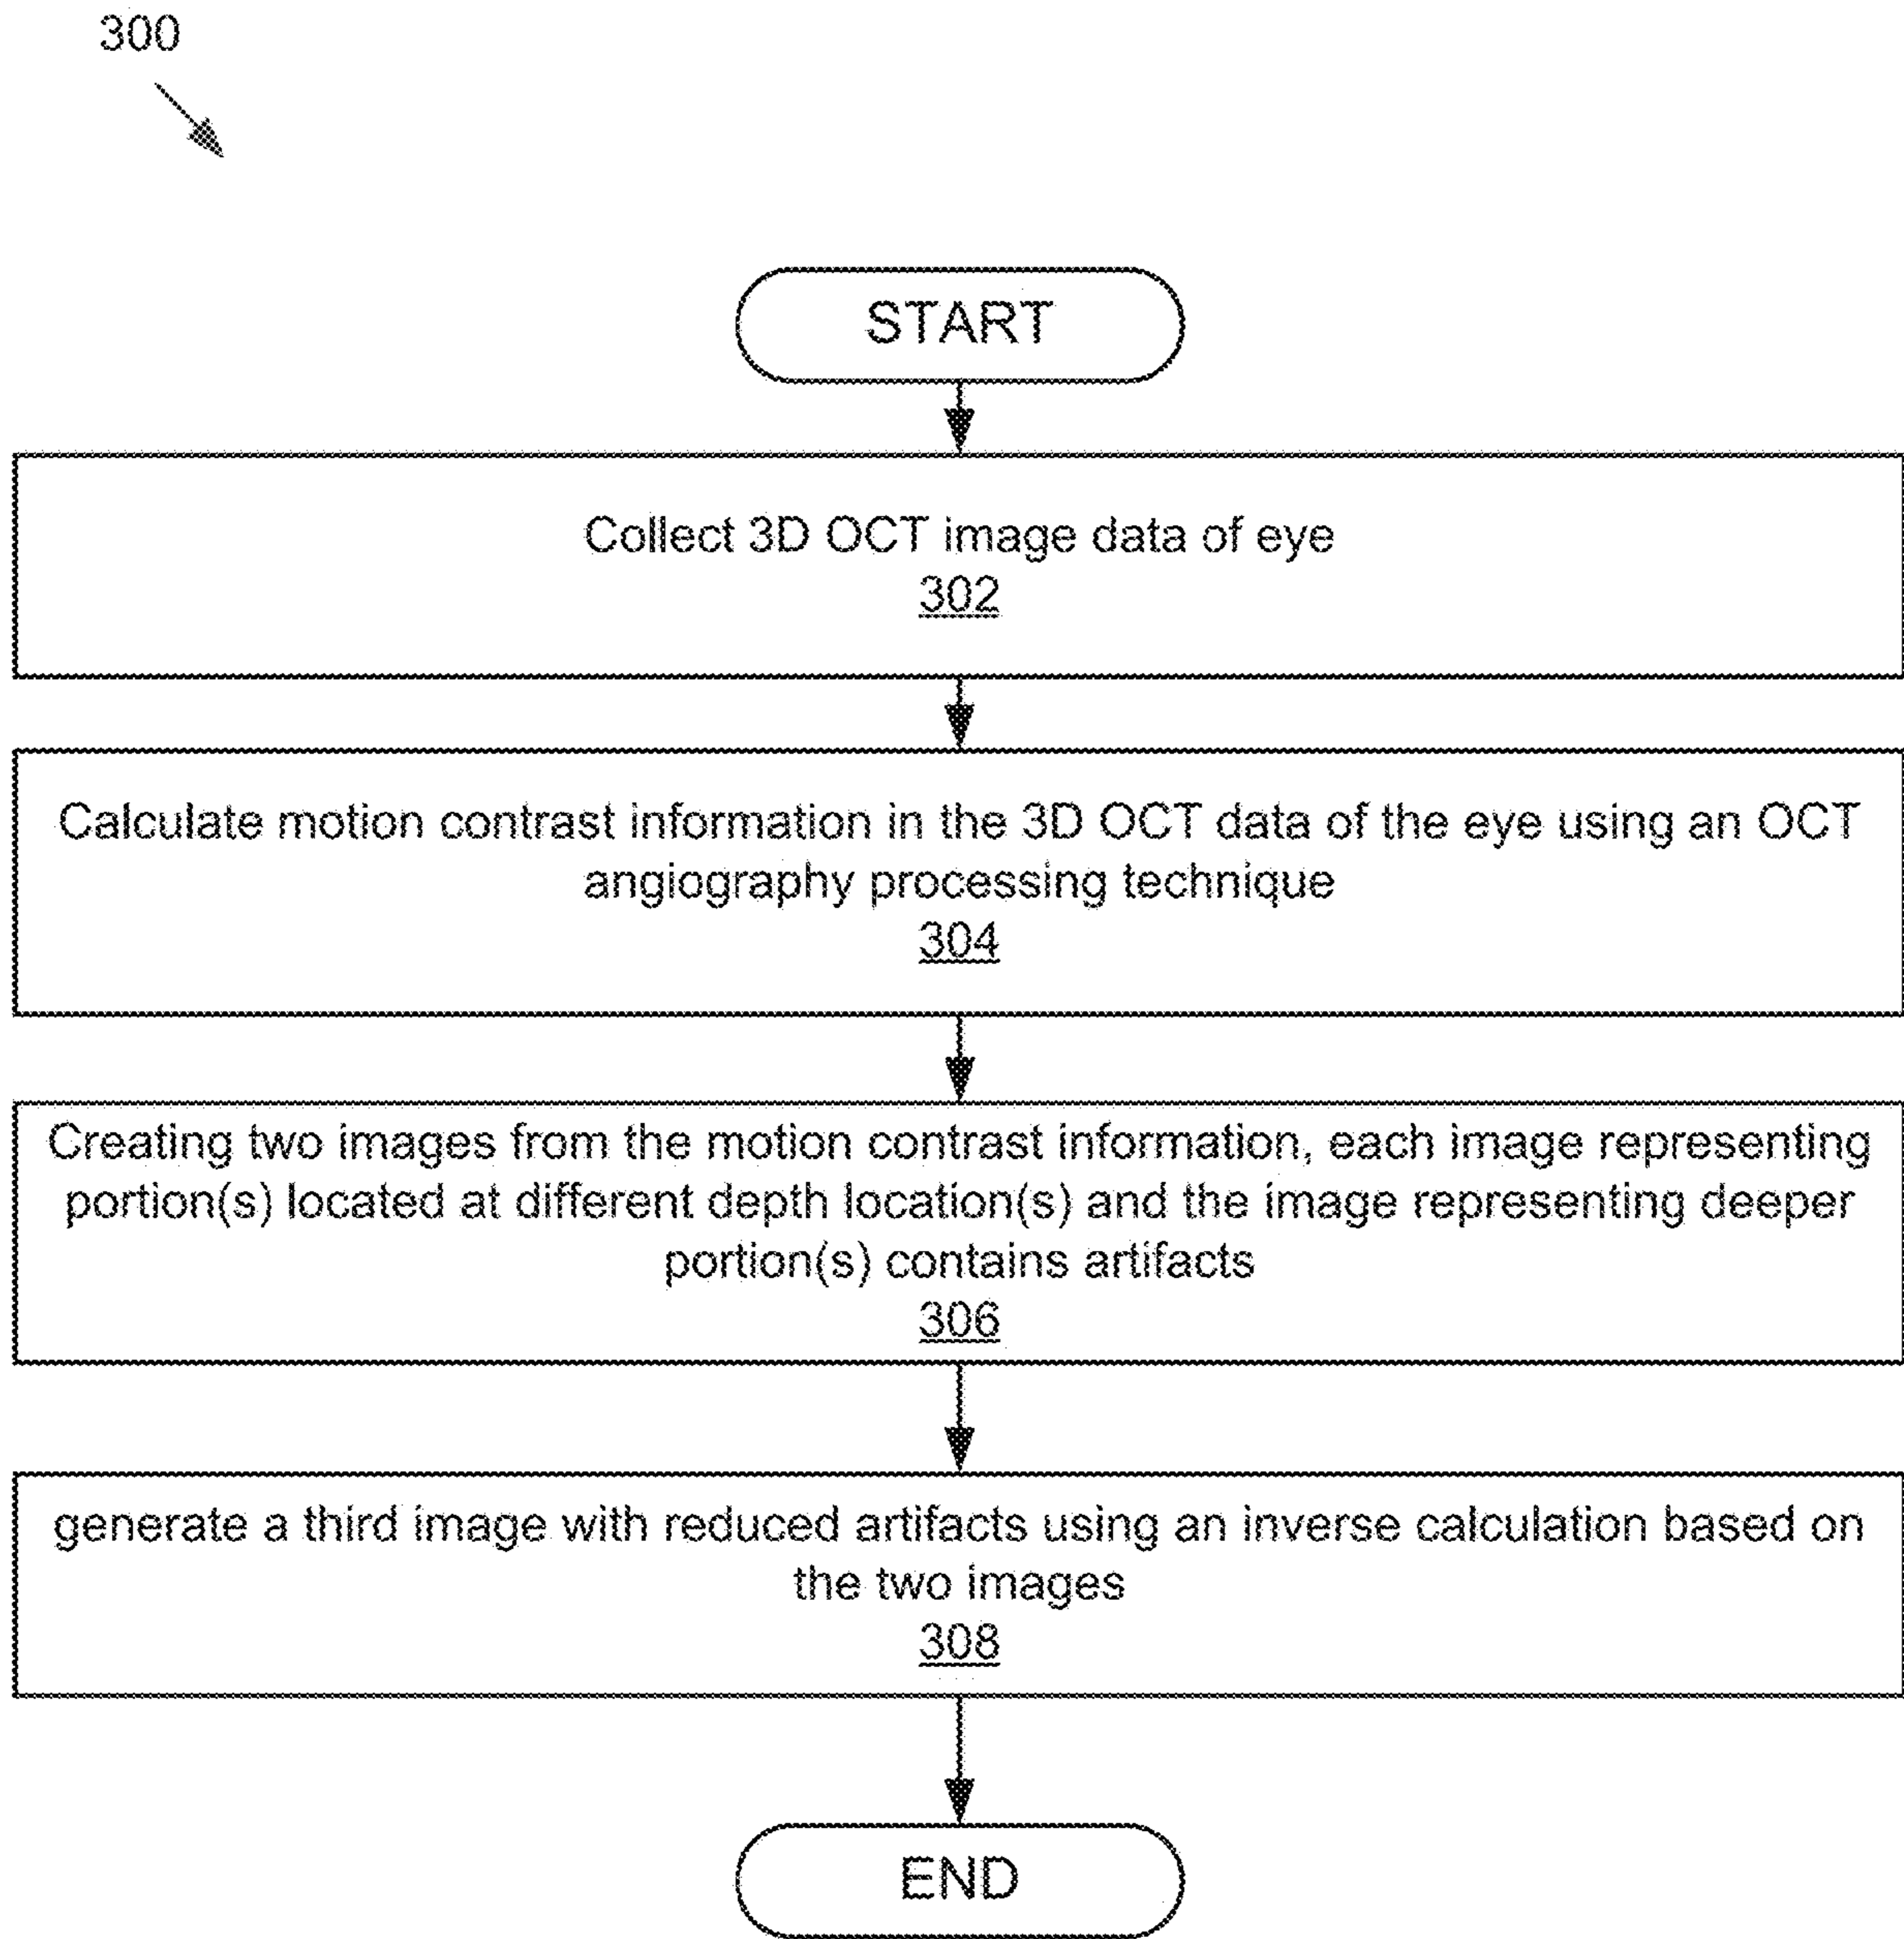 300
START
Collect 3D OCT image data of eye
302
Calculate motion contrast information in the 3D OCT data of the eye using an OCT
angiography processing technique
304
Creating two images from the motion contrast information, each image representing
portion(s) located at different depth location(s) and the image representing deeper
portion(s) contains artifacts
306
generate a third image with reduced artifacts using an inverse calculation based on
the two images
308
END